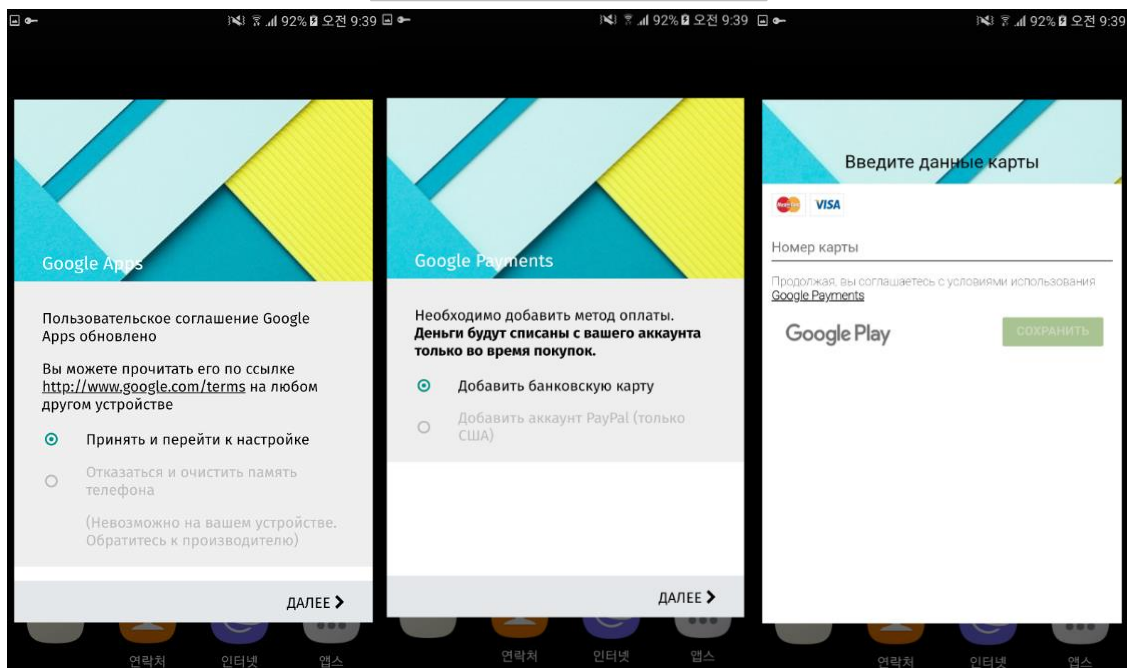 92% 오전 9:39
Google Apps
Пользовательское соглашение Google
Apps обновлено
Вы можете прочитать его по ссылке
http://www.google.com/terms на любом
другом устройстве
Принять и перейти к настройке
Отказаться и очистить память
телефона
(Невозможно на вашем устройстве.
Обратитесь к производителю)
ДАЛЕЕ
연락처
인터넷
앱스
92% 오전 9:39
Google Payments
Необходимо добавить метод оплаты.
Деньги будут списаны с вашего аккаунта
только во время покупок.
Добавить банковскую карту
Добавить аккаунт PayPal (только
США)
ДАЛЕЕ
연락처
인터넷
앱스
92% 오전 9:39
Введите данные карты
MasterCard VISA
Номер карты
Продолжая, вы соглашаетесь с условиями использования
Google Payments
Google Play
СОХРАНИТЬ
연락처
인터넷
앱스